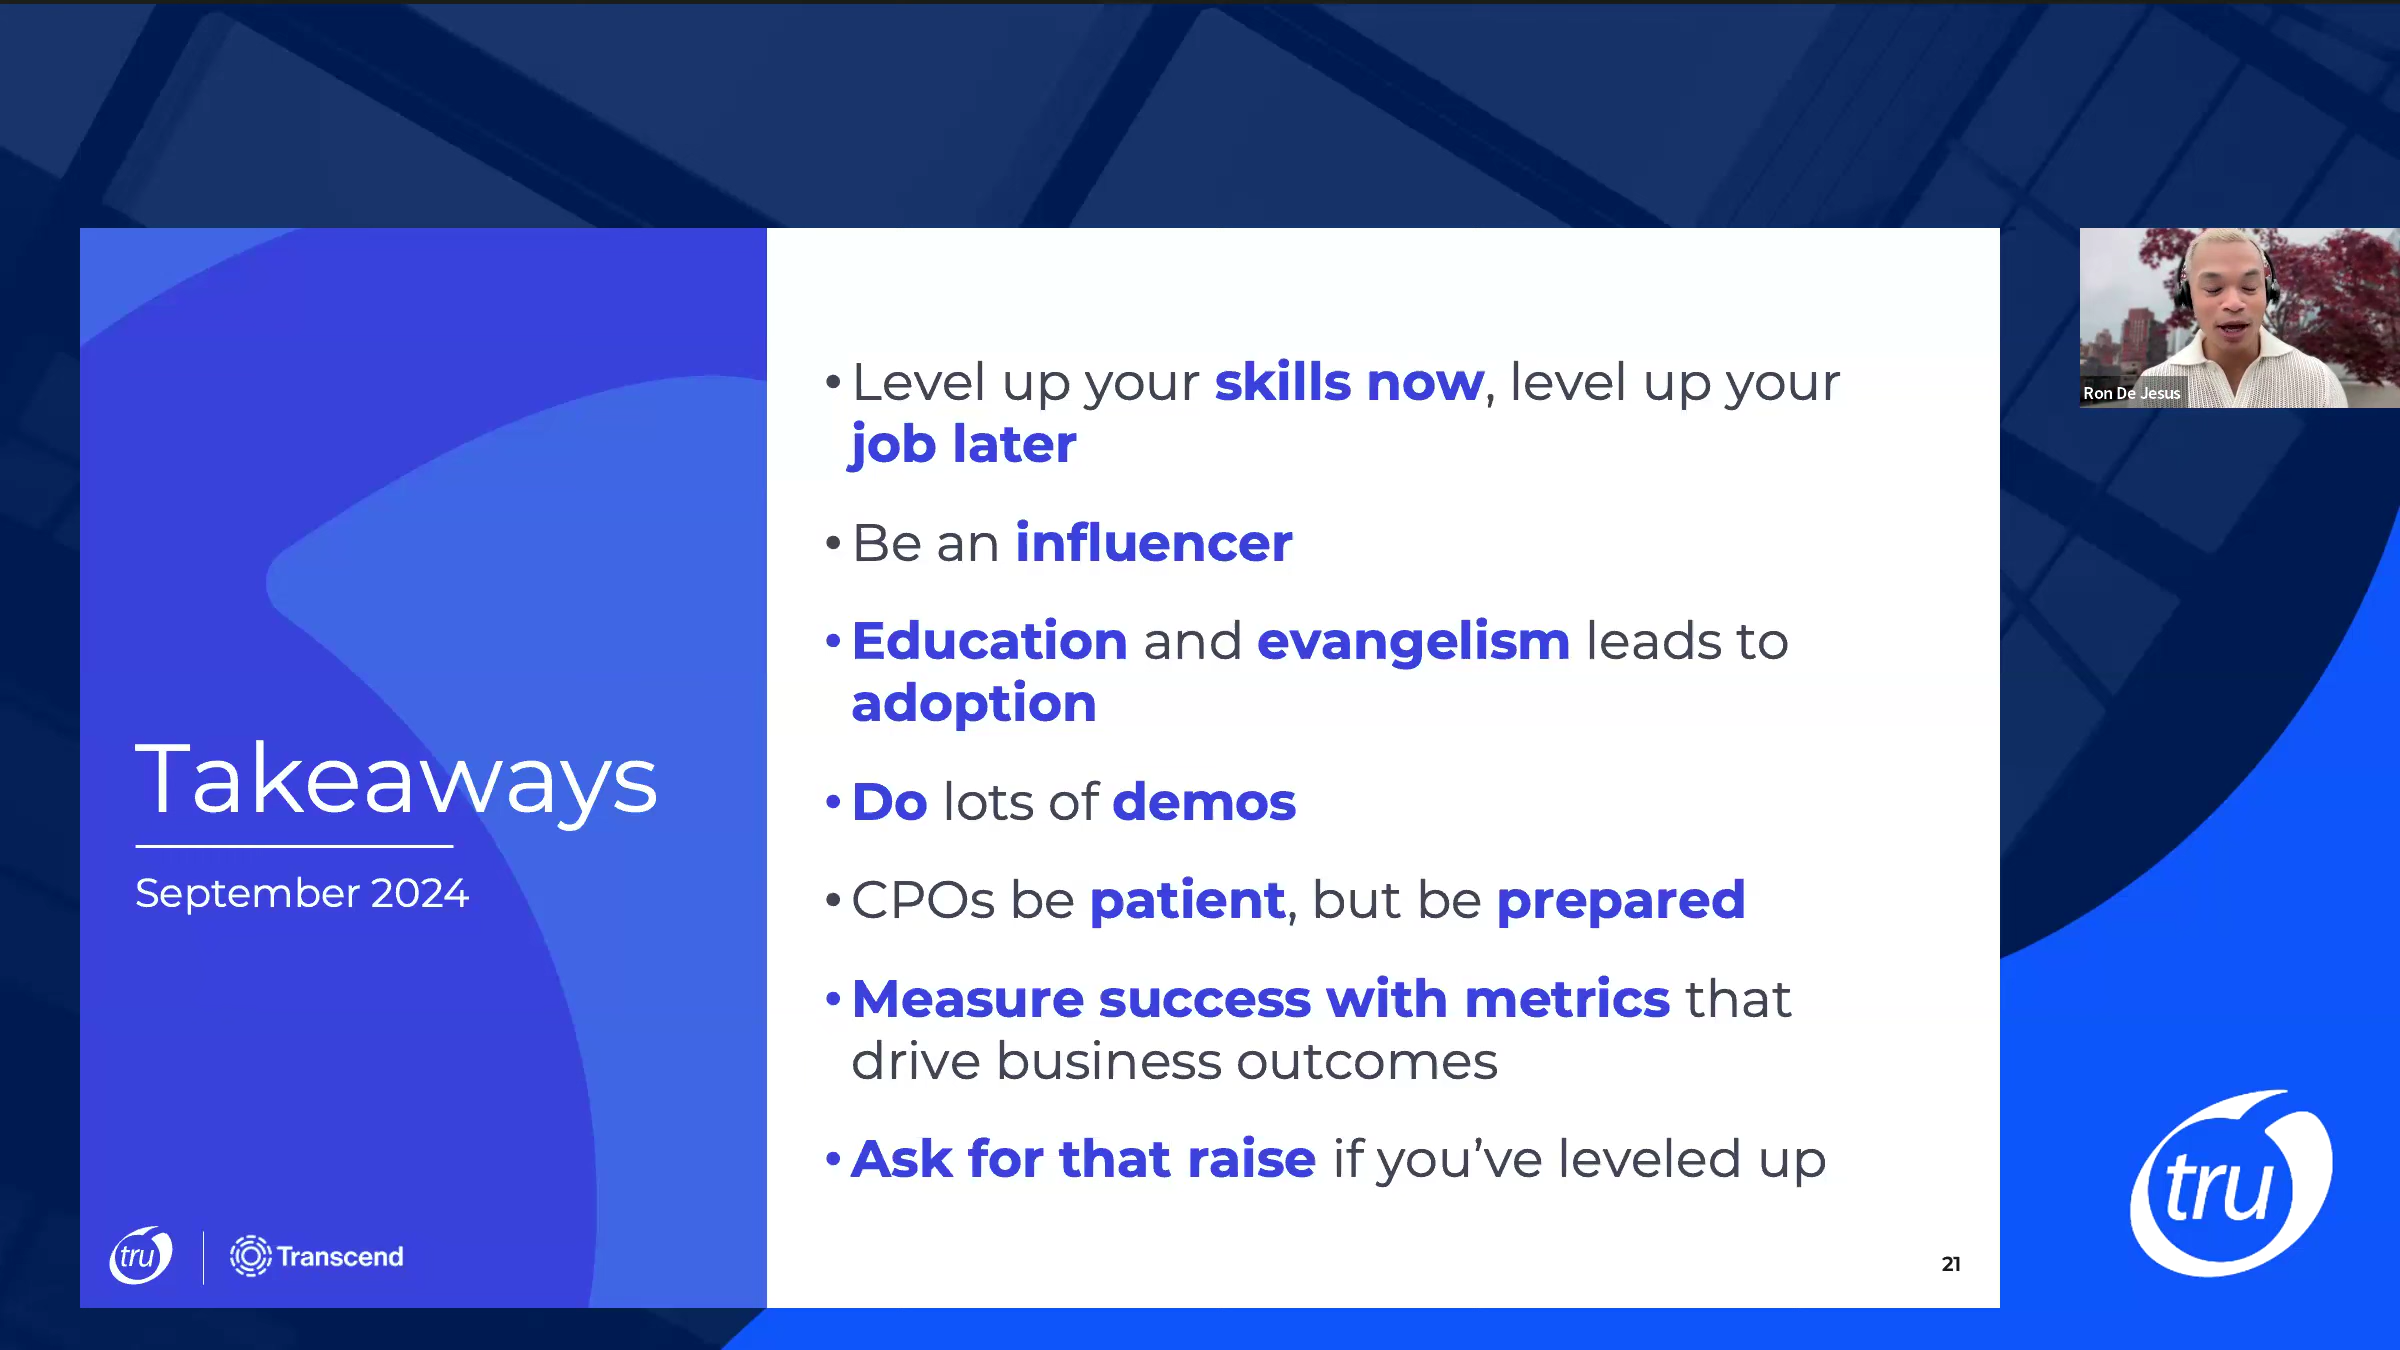 Takeaways
September 2024
tru
Transcend
• Level up your skills now, level up your
job later
• Be an influencer
• Education and evangelism leads to
adoption
• Do lots of demos
• CPOs be patient, but be prepared
• Measure success with metrics that
drive business outcomes
• Ask for that raise if you’ve leveled up
21
Ron De Jesus
tru